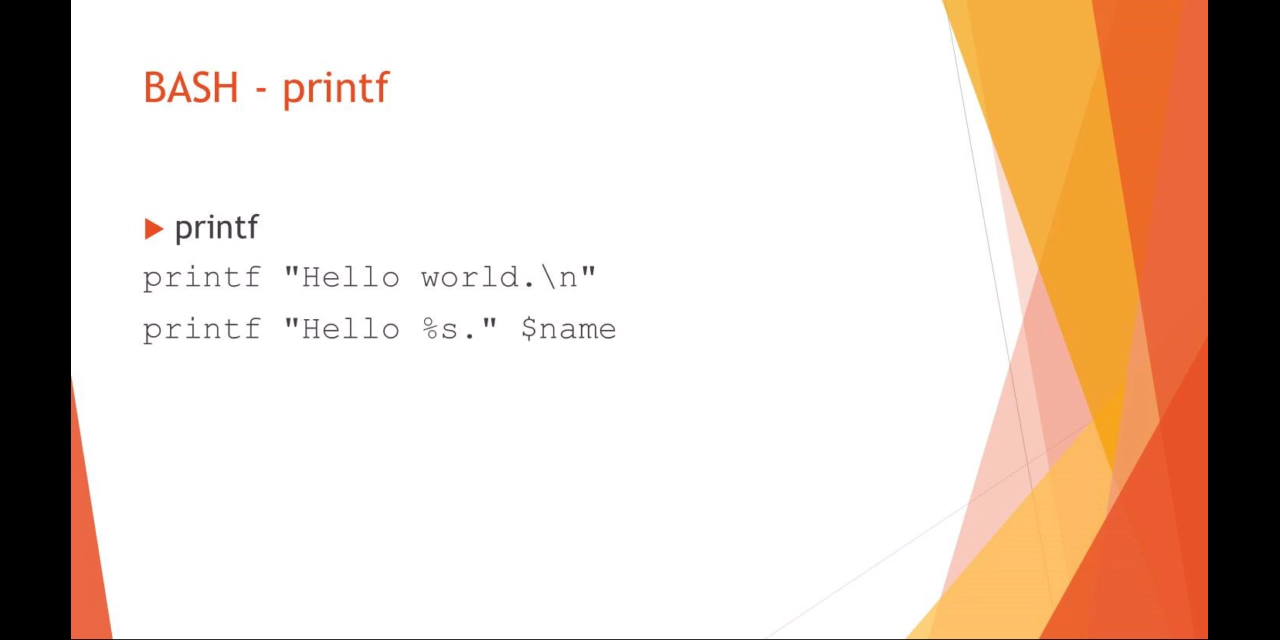 BASH - printf
printf
printf "Hello world.\n"
printf "Hello %s." $name